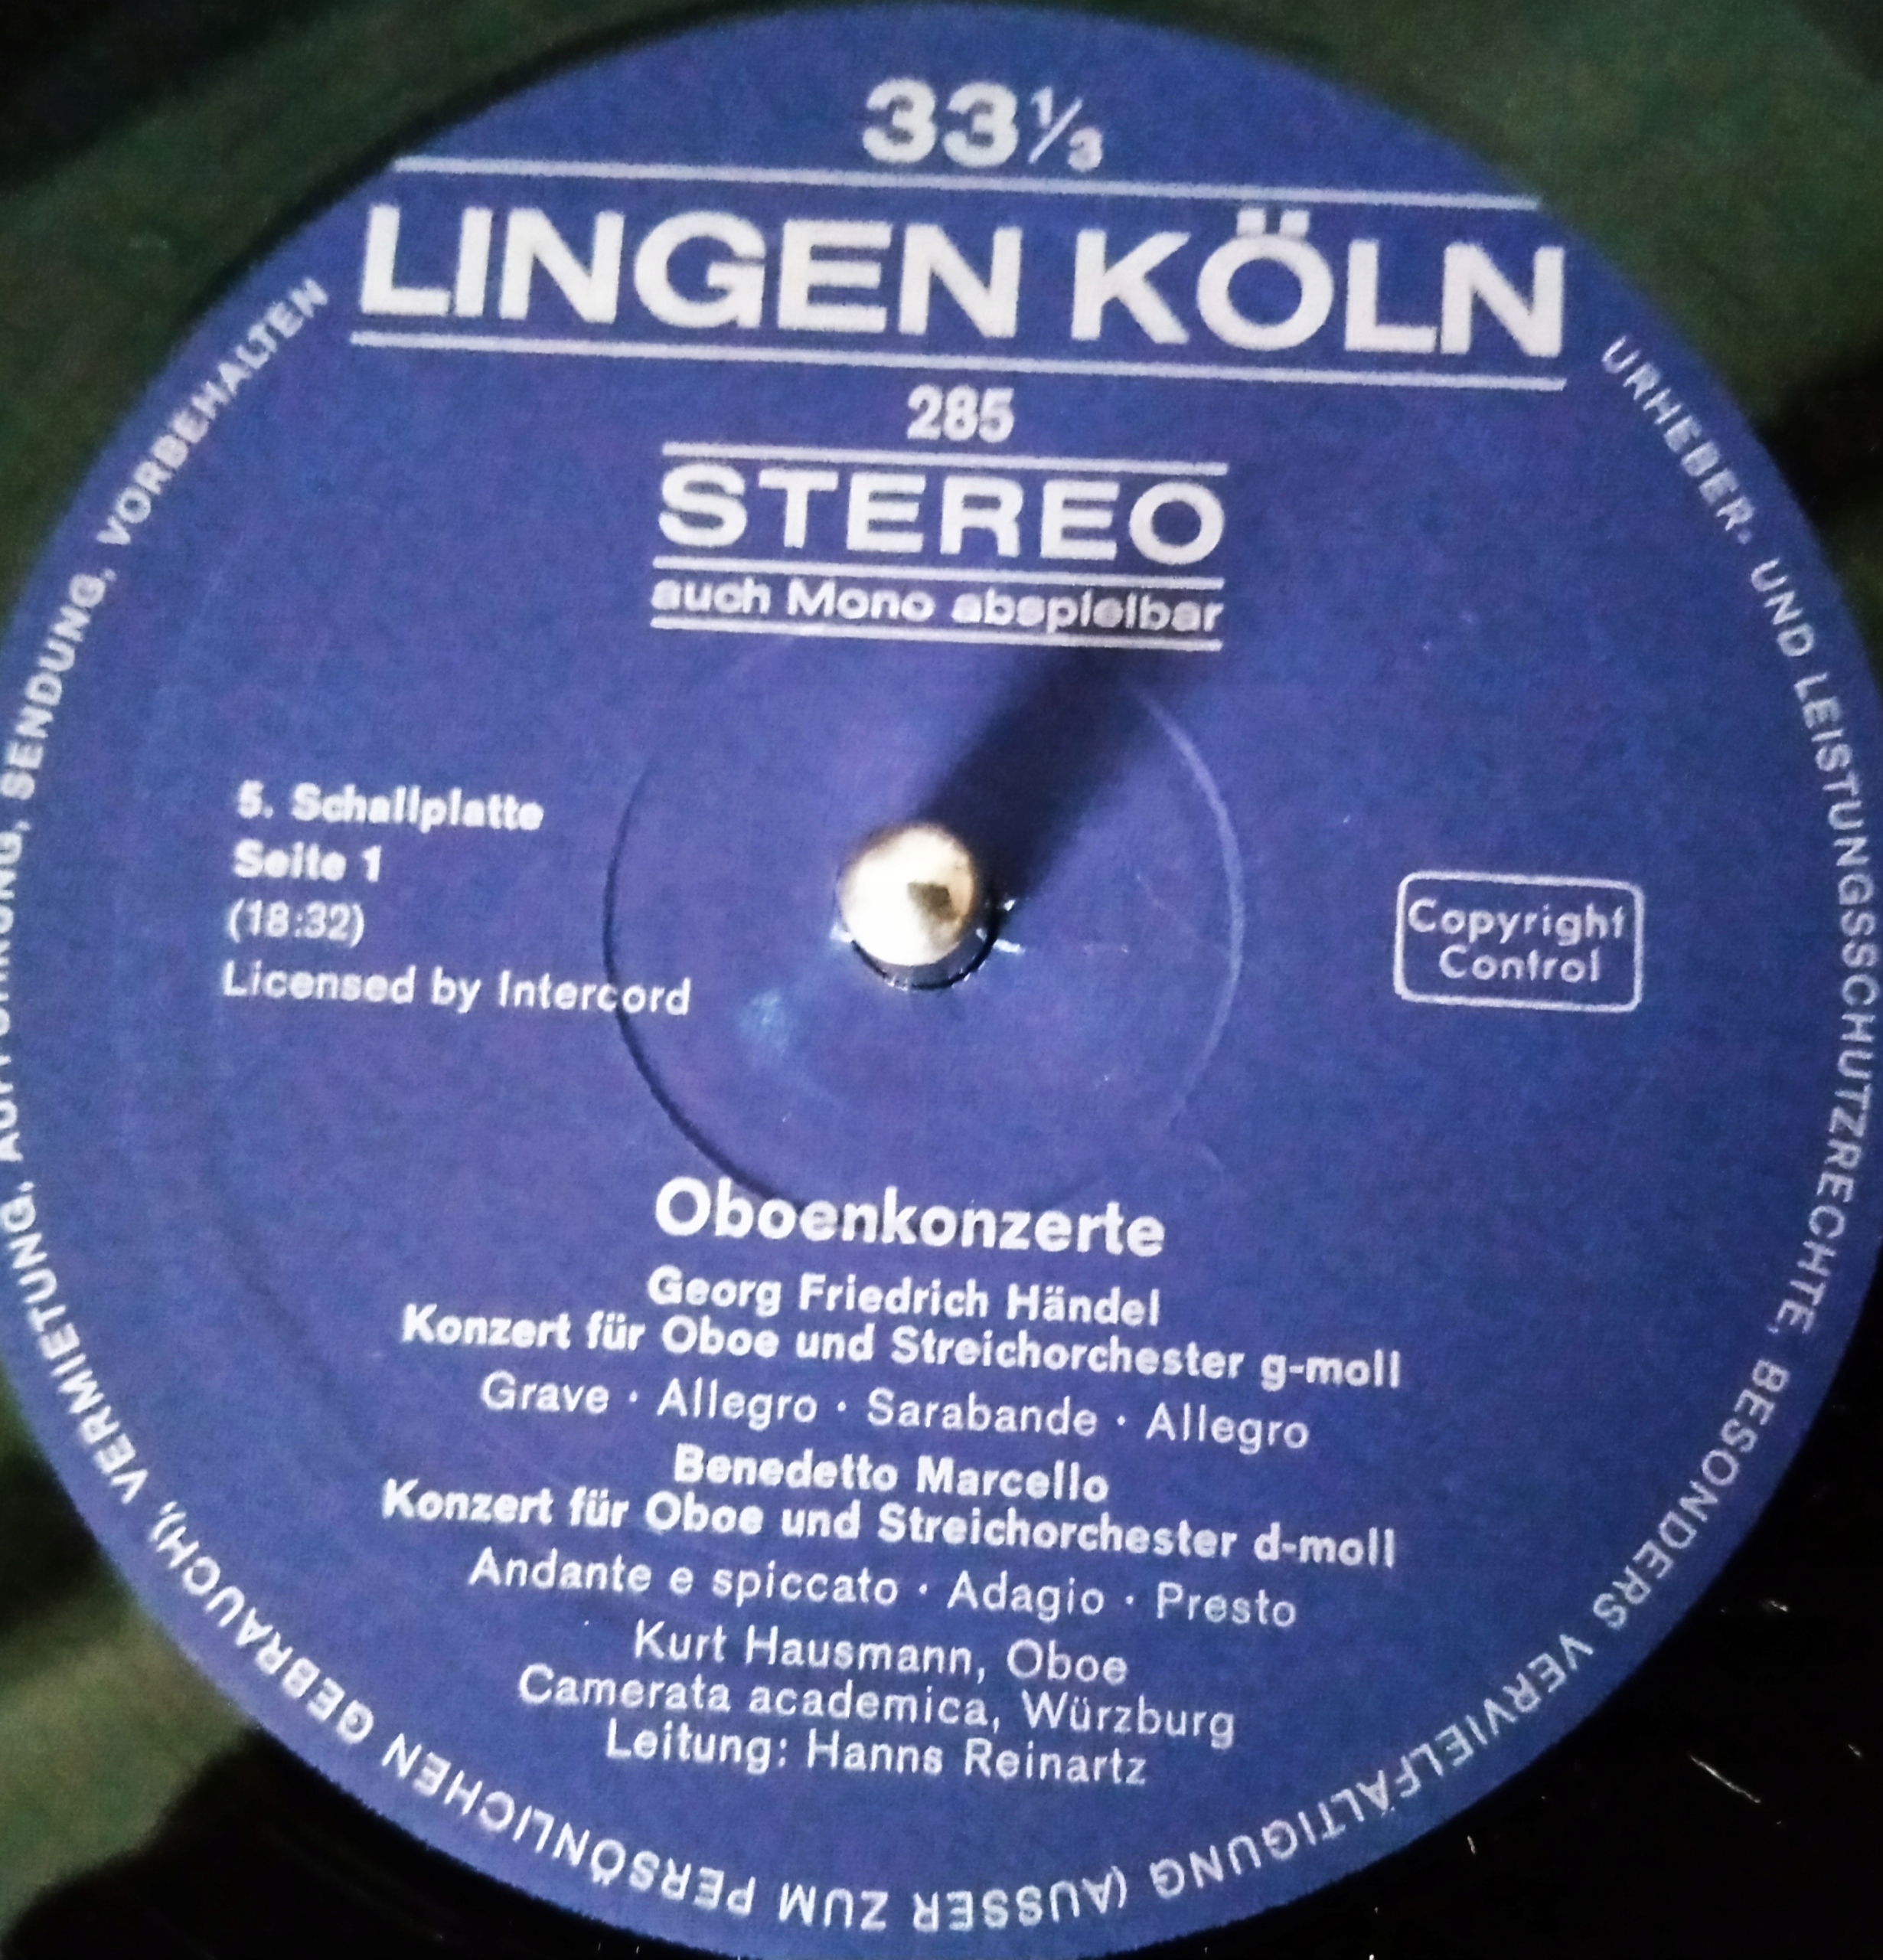 33⅓
LINGEN KÖLN
285
STEREO
auch Mono abspielbar
5. Schallplatte
Seite 1
(18:32)
Licensed by Intercord
Copyright
Control
Oboenkonzerte
Georg Friedrich Händel
Konzert für Oboe und Streichorchester g-moll
Grave · Allegro · Sarabande · Allegro
Benedetto Marcello
Konzert für Oboe und Streichorchester d-moll
Andante e spiccato · Adagio · Presto
Kurt Hausmann, Oboe
Camerata academica, Würzburg
Leitung: Hanns Reinartz
URHEBER- UND LEISTUNGSSCHUTZRECHTE, BESONDERS VERVIELFÄLTIGUNG (AUSSER ZUM PERSÖNLICHEN GEBRAUCH), VERMIETUNG, SENDUNG, VORBEHALTEN